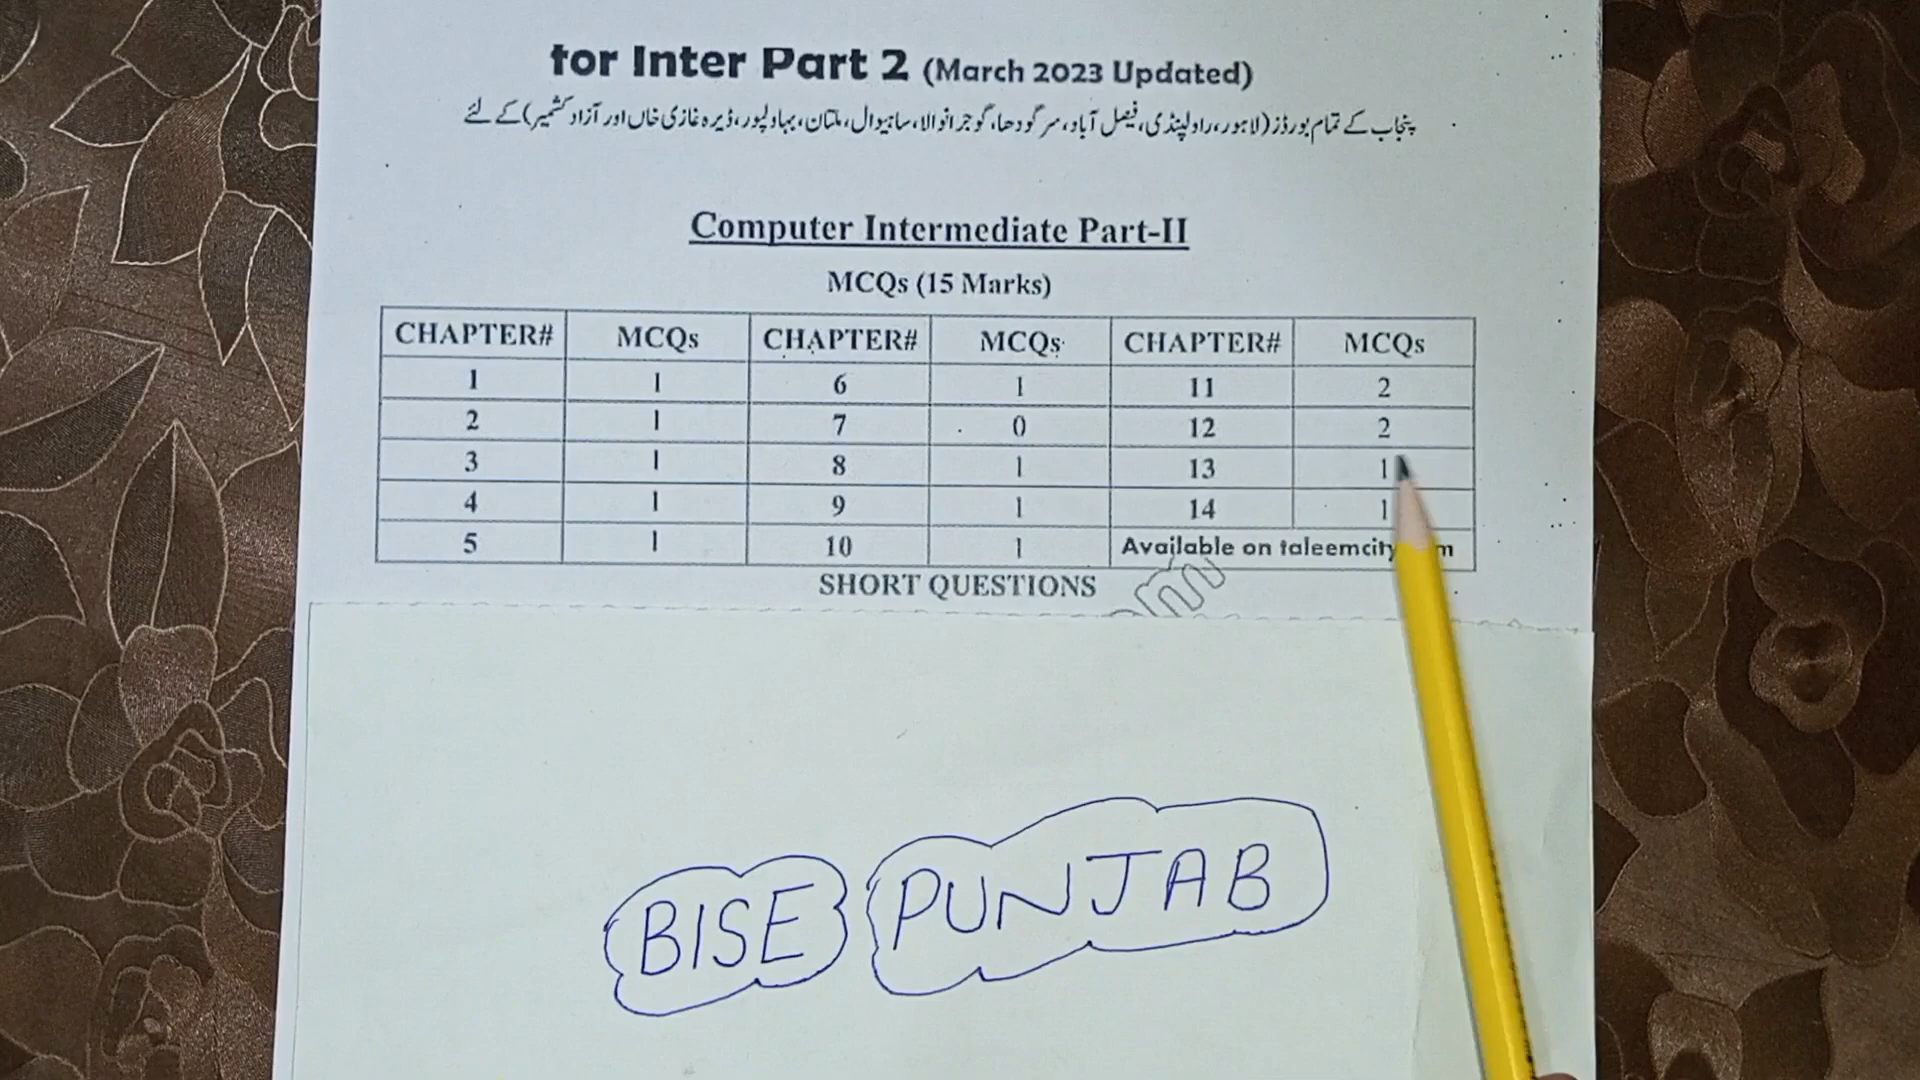 for Inter Part 2 (March 2023 Updated)
پنجاب کے تمام بورڈز (لاہور، راولپنڈی، فیصل آباد، سرگودھا، گوجرانوالا، ساہیوال، ملتان، بہاولپور، ڈیرہ غازی خاں اور آزاد کشمیر) کے لئے
Computer Intermediate Part-II
MCQs (15 Marks)
CHAPTER# MCQs CHAPTER# MCQs CHAPTER# MCQs
1 1 6 1 11 2
2 1 7 0 12 2
3 1 8 1 13 1
4 1 9 1 14 1
5 1 10 1 Available on
SHORT QUESTIONS
BISE PUNJAB